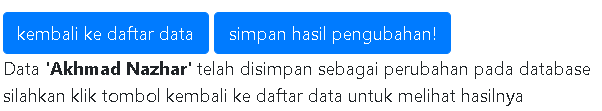 kembali ke daftar data simpan hasil pengubahan!
Data 'Akhmad Nazhar' telah disimpan sebagai perubahan pada database
silahkan klik tombol kembali ke daftar data untuk melihat hasilnya